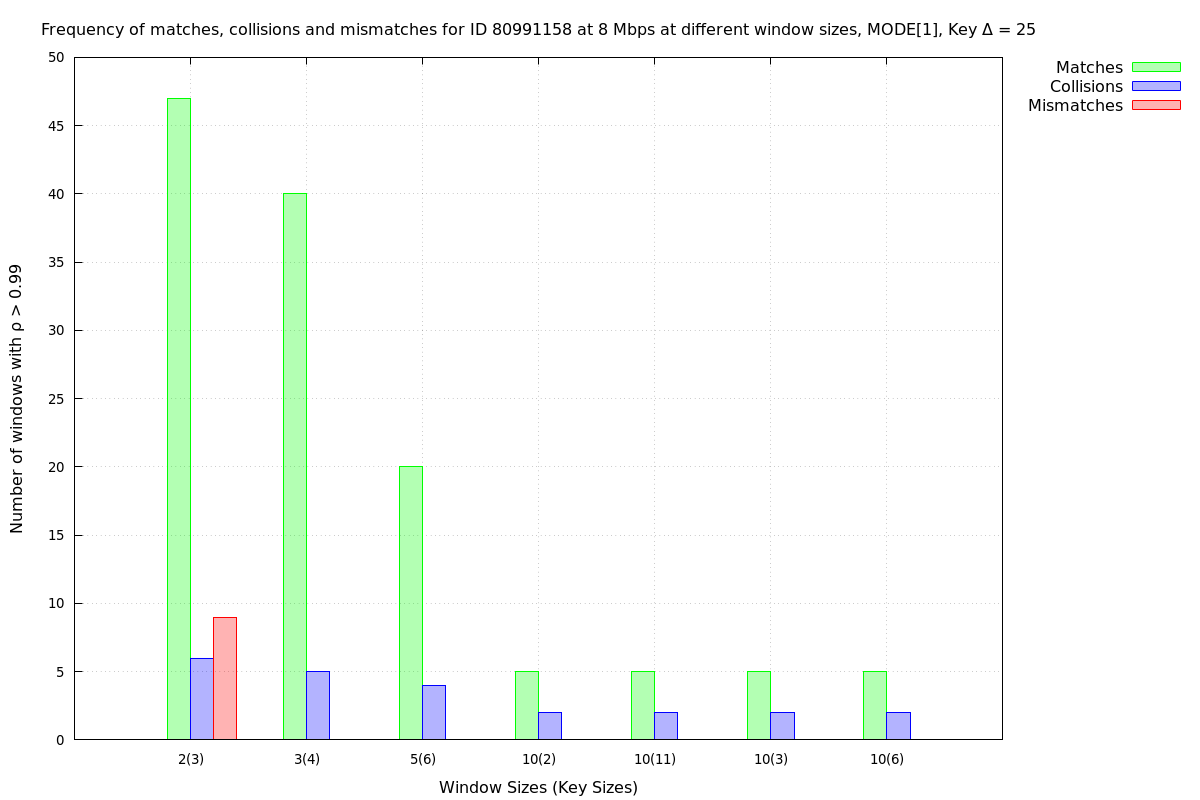 Frequency of matches, collisions and mismatches for ID 80991158 at 8 Mbps at different window sizes, MODE[1], Key Δ = 25
Matches
Collisions
Mismatches
Number of windows with ρ > 0.99
50
45
40
35
30
25
20
15
10
5
0
2(3) 3(4) 5(6) 10(2) 10(11) 10(3) 10(6)
Window Sizes (Key Sizes)